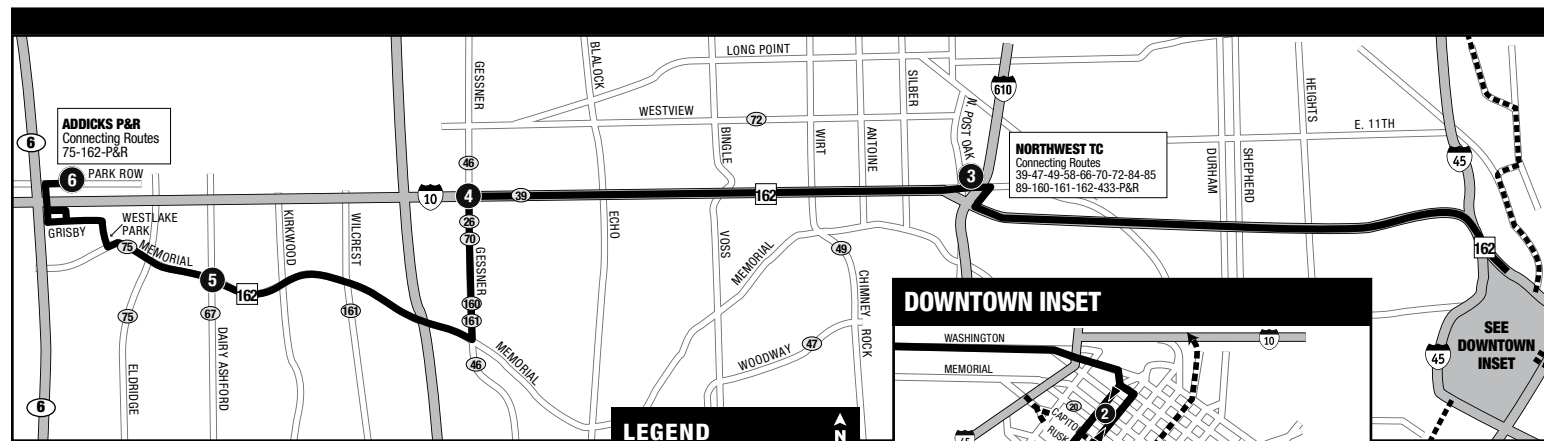 ADDICKS P&R
Connecting Routes
75-162-P&R
6
6
PARK ROW
WESTLAKE
PARK
GRISBY
75
MEMORIAL
5
162
75
67
ELDRIDGE
DAIRY ASHFORD
KIRKWOOD
WILCREST
161
6
10
GESSNER
46
4
39
26
70
GESSNER
160
161
46
MEMORIAL
BLALOCK
ECHO
LONG POINT
WESTVIEW
72
BINGLE
VOSS
162
WIRT
ANTOINE
SILBER
N. POST OAK
610
3
MEMORIAL
49
CHIMNEY ROCK
WOODWAY
47
NORTHWEST TC
Connecting Routes
39-47-49-58-66-70-72-84-85
89-160-161-162-433-P&R
DURHAM
SHEPHERD
HEIGHTS
E. 11TH
45
162
SEE
DOWNTOWN
INSET
45
DOWNTOWN INSET
WASHINGTON
MEMORIAL
10
20
2
CAPITO
RUSK
45
LEGEND
N